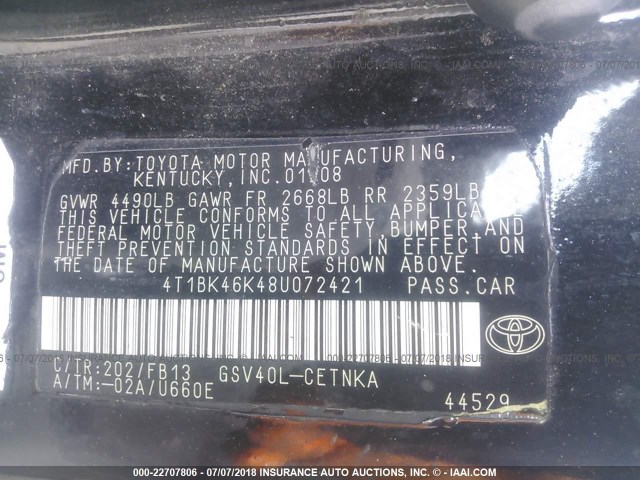 MFD.BY:TOYOTA MOTOR MANUFACTURING,
KENTUCKY,INC.01/08
GVWR 4490LB GAWR FR 2668LB RR 2359LB
THIS VEHICLE CONFORMS TO ALL APPLICA
FEDERAL MOTOR VEHICLE SAFETY,BUMPER,AND
THEFT PREVENTION STANDARDS IN EFFECT ON
THE DATE OF MANUFACTURE SHOWN ABOVE.
4T1BK46K48U072421 PASS.CAR
C/TR:202/FB13 GSV40L-CETNKA
A/TM:-02A/U660E
44529
000-22707806 - 07/07/2018 - INSURANCE AUTO AUCTIONS - © - IAAI.COM